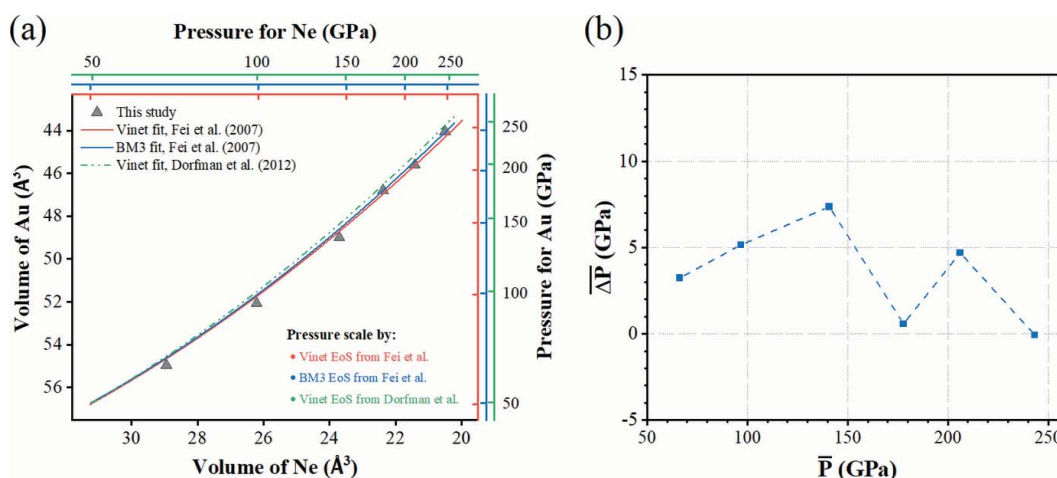 (a)
Pressure for Ne (GPa)
50 100 150 200 250
Volume of Au (Å³)
44
46
48
50
52
54
56
This study
Vinet fit, Fei et al. (2007)
BM3 fit, Fei et al. (2007)
Vinet fit, Dorfman et al. (2012)
Pressure scale by:
• Vinet EoS from Fei et al.
• BM3 EoS from Fei et al.
• Vinet EoS from Dorfman et al.
250
200
150
100
50
Pressure for Au (GPa)
30 28 26 24 22 20
Volume of Ne (Å³)
(b)
15
10
5
0
-5
ΔP (GPa)
50 100 150 200 250
P (GPa)